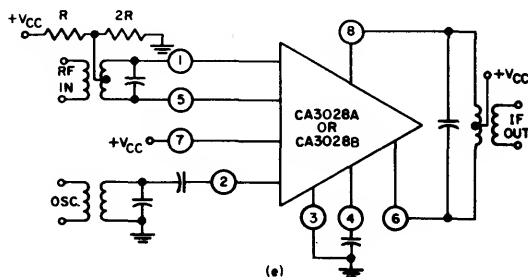 +VCC
R
2R
8
RF
IN
1
5
CA3028A
OR
CA3028B
+VCC
IF
OUT
+VCC
7
OSC.
2
3
4
6
(e)